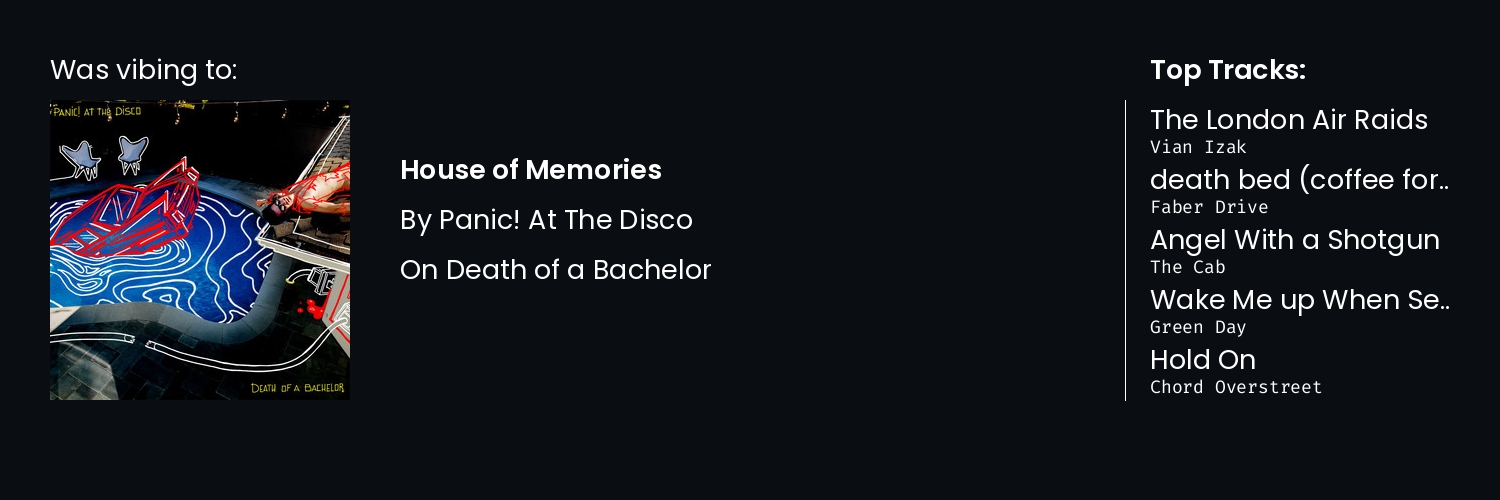 Was vibing to:
PANIC! AT THE DISCO
DEATH OF A BACHELOR
House of Memories
By Panic! At The Disco
On Death of a Bachelor
Top Tracks:
The London Air Raids
Vian Izak
death bed (coffee for..
Faber Drive
Angel With a Shotgun
The Cab
Wake Me up When Se..
Green Day
Hold On
Chord Overstreet